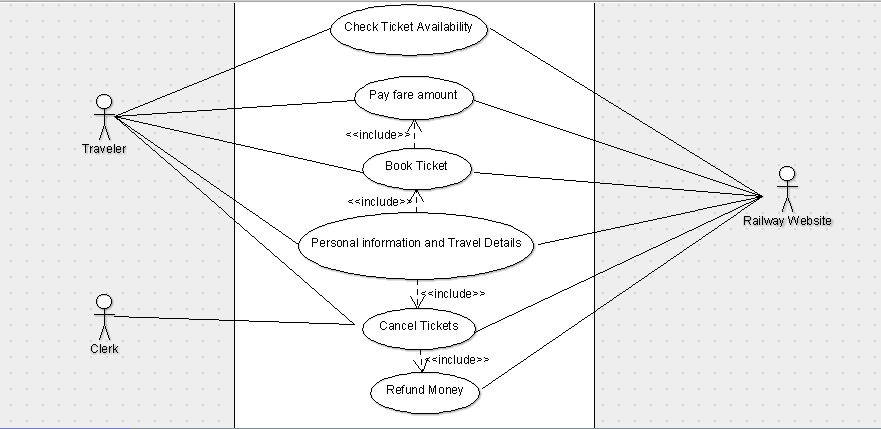 Check Ticket Availability
Pay fare amount
<<include>>
Traveler
Book Ticket
<<include>>
Railway Website
Personal information and Travel Details
<<include>>
Cancel Tickets
Clerk
<<include>>
Refund Money